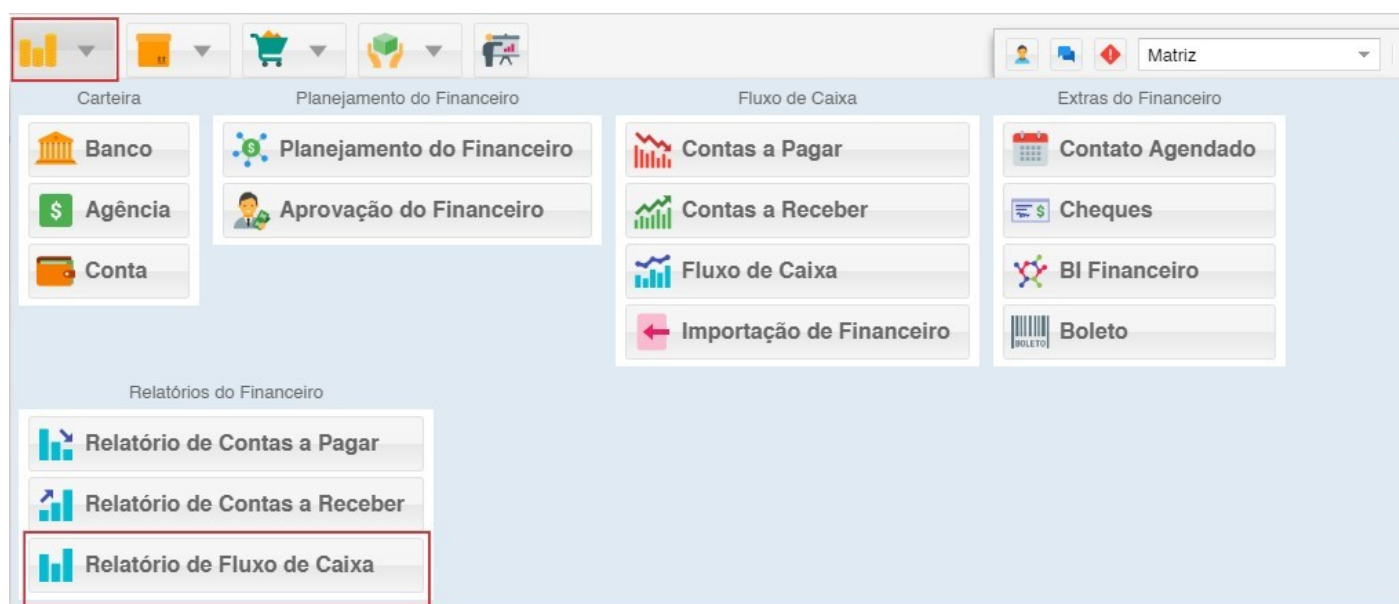 Matriz
Carteira
Planejamento do Financeiro
Fluxo de Caixa
Extras do Financeiro
Banco
Agência
Conta
Planejamento do Financeiro
Aprovação do Financeiro
Contas a Pagar
Contas a Receber
Fluxo de Caixa
Importação de Financeiro
Contato Agendado
Cheques
BI Financeiro
BOLETO
Boleto
Relatórios do Financeiro
Relatório de Contas a Pagar
Relatório de Contas a Receber
Relatório de Fluxo de Caixa